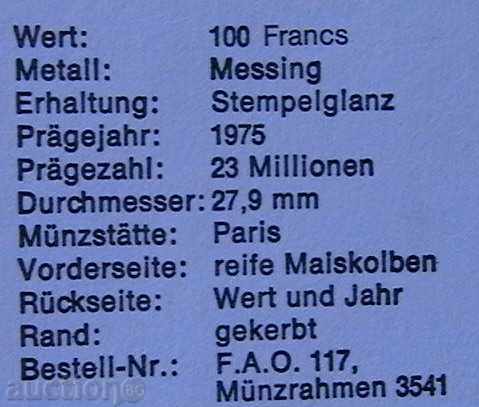 Wert: 100 Francs
Metall: Messing
Erhaltung: Stempelglanz
Prägejahr: 1975
Prägezahl: 23 Millionen
Durchmesser: 27,9 mm
Münzstätte: Paris
Vorderseite: reife Maiskolben
Rückseite: Wert und Jahr
Rand: gekerbt
Bestell-Nr.: F.A.O. 117,
Münzrahmen 3541
auction